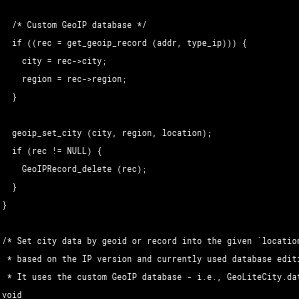 /* Custom GeoIP database */
if ((rec = get_geoip_record (addr, type_ip))) {
city = rec->city;
region = rec->region;
}
geoip_set_city (city, region, location);
if (rec != NULL) {
GeoIPRecord_delete (rec);
}
}
/* Set city data by geoid or record into the given `location
* based on the IP version and currently used database editi
* It uses the custom GeoIP database - i.e., GeoLiteCity.dat
void